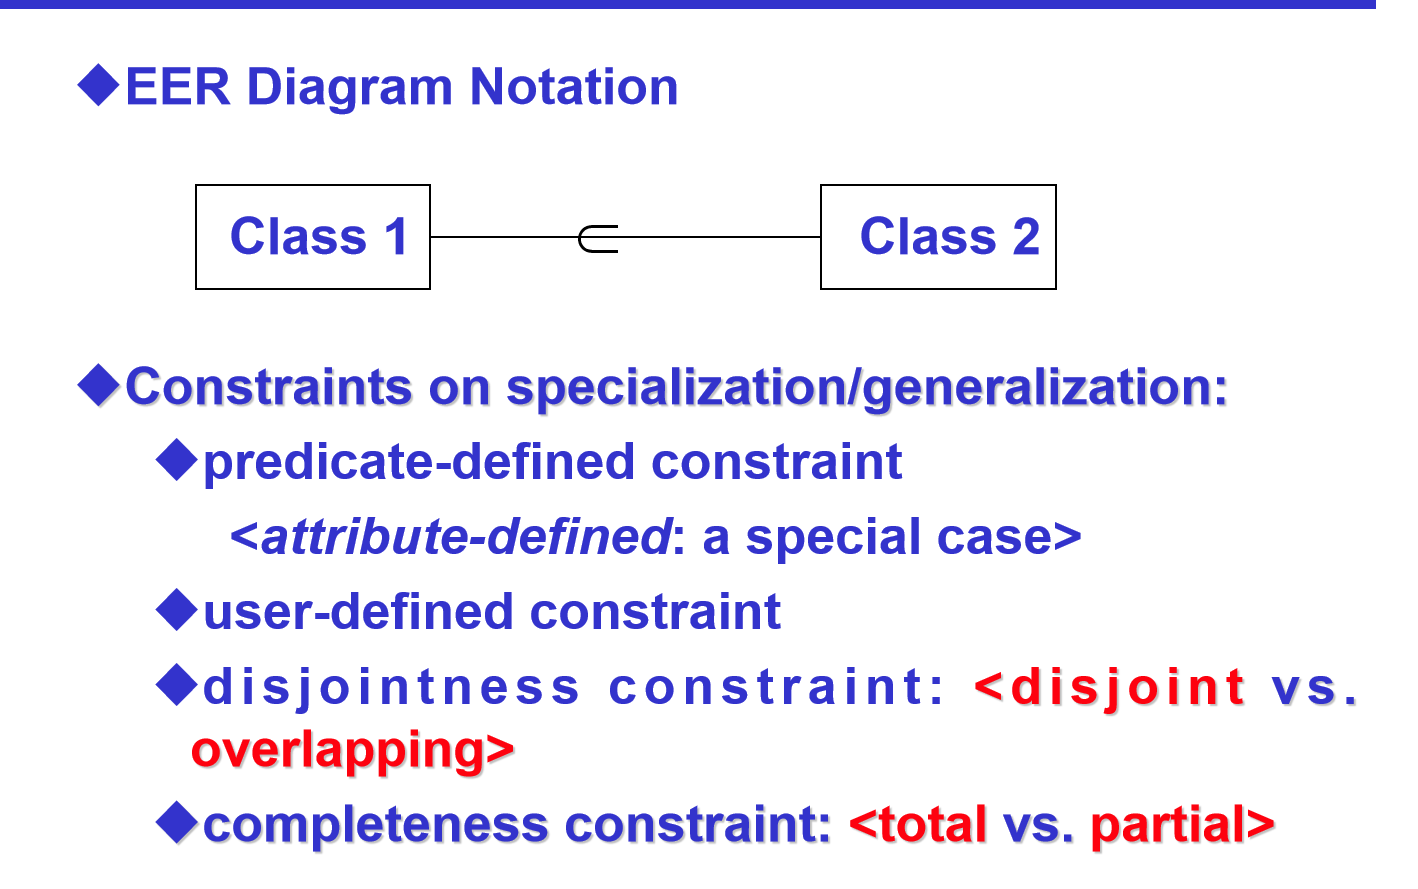 EER Diagram Notation
Class 1
Class 2
Constraints on specialization/generalization:
predicate-defined constraint
<attribute-defined: a special case>
user-defined constraint
disjointness constraint: <disjoint vs.
overlapping>
completeness constraint: <total vs. partial>